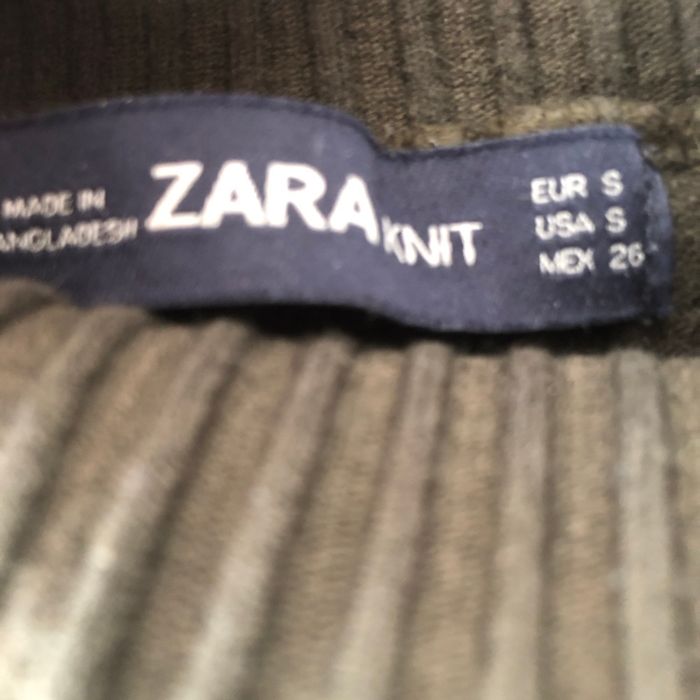 MADE IN
ANGLADESH
ZARA KNIT
EUR S
USA S
MEX 26